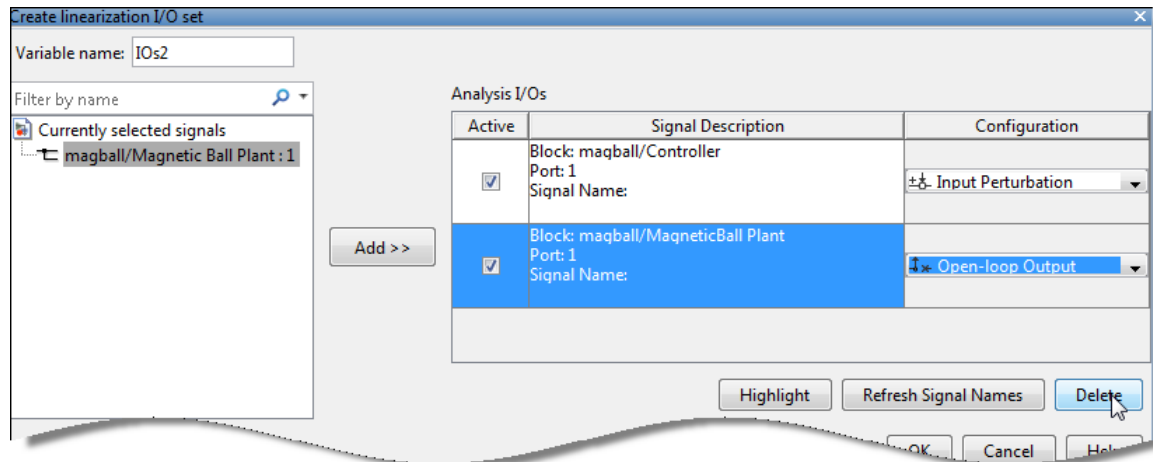 Create linearization I/O set
Variable name: IOs2
Filter by name
Currently selected signals
magball/Magnetic Ball Plant : 1
Add >>
Analysis I/Os
Active Signal Description Configuration
Block: magball/Controller
Port: 1
Signal Name:
Input Perturbation
Block: magball/MagneticBall Plant
Port: 1
Signal Name:
Open-loop Output
Highlight Refresh Signal Names Delete
OK Cancel Help